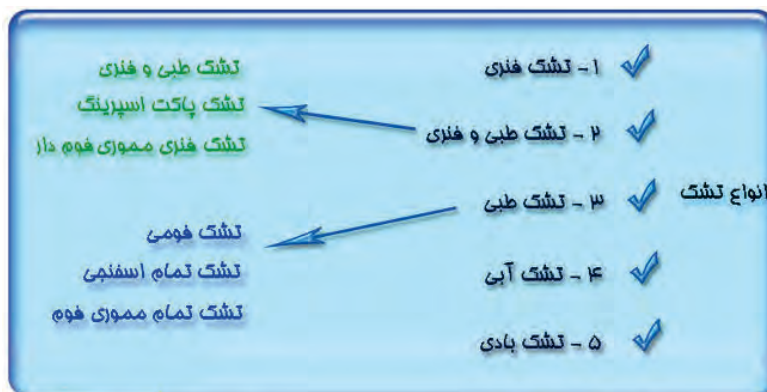 انواع تشک
۱ - تشک فنری
۲ - تشک طبی و فنری
۳ - تشک طبی
۴ - تشک آبی
۵ - تشک بادی
تشک طبی و فنری
تشک پاکت اسپرینگ
تشک فنری مموری فوم دار
تشک فومی
تشک تمام اسفنجی
تشک تمام مموری فوم